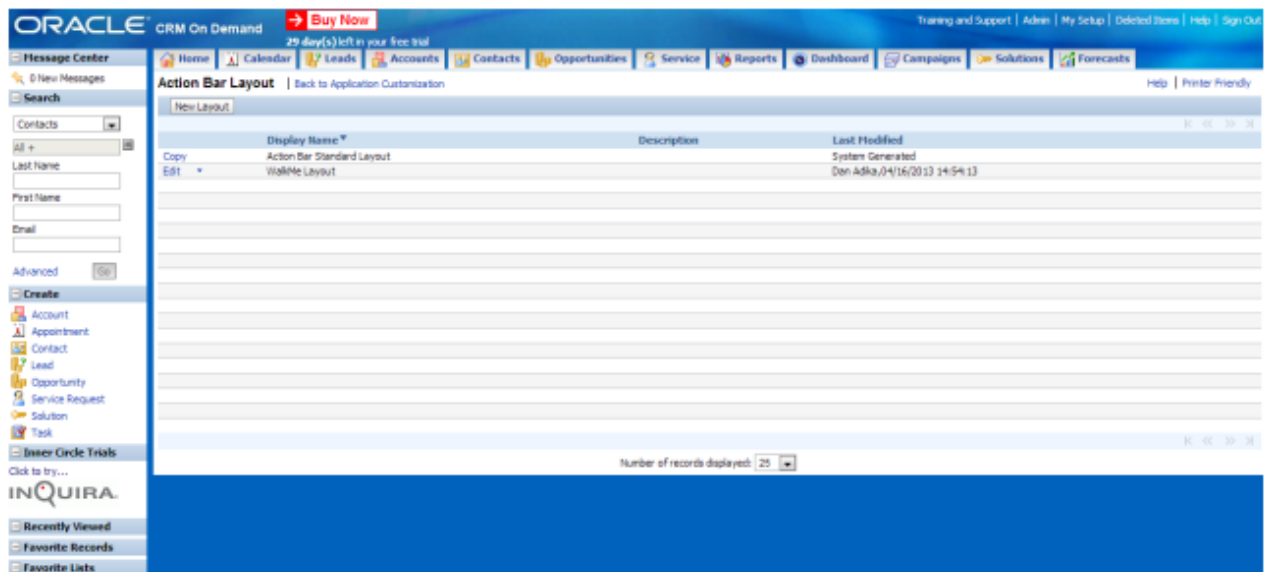 ORACLE CRM On Demand
Buy Now
29 day(s) left in your free trial
Training and Support | Admin | My Setup | Deleted Items | Help | Sign Out
Message Center
0 New Messages
Search
Contacts
All +
Last Name
First Name
Email
Advanced Go
Create
Account
Appointment
Contact
Lead
Opportunity
Service Request
Solution
Task
Inner Circle Trials
Click to try...
INQUIRA
Recently Viewed
Favorite Records
Favorite Lists
Home Calendar Leads Accounts Contacts Opportunities Service Reports Dashboard Campaigns Solutions Forecasts
Action Bar Layout | Back to Application Customization Help | Printer Friendly
New Layout
Display Name Description Last Modified
Copy Action Bar Standard Layout System Generated
Edit WalkMe Layout Dan Adika,04/16/2013 14:54:13
Number of records displayed: 25